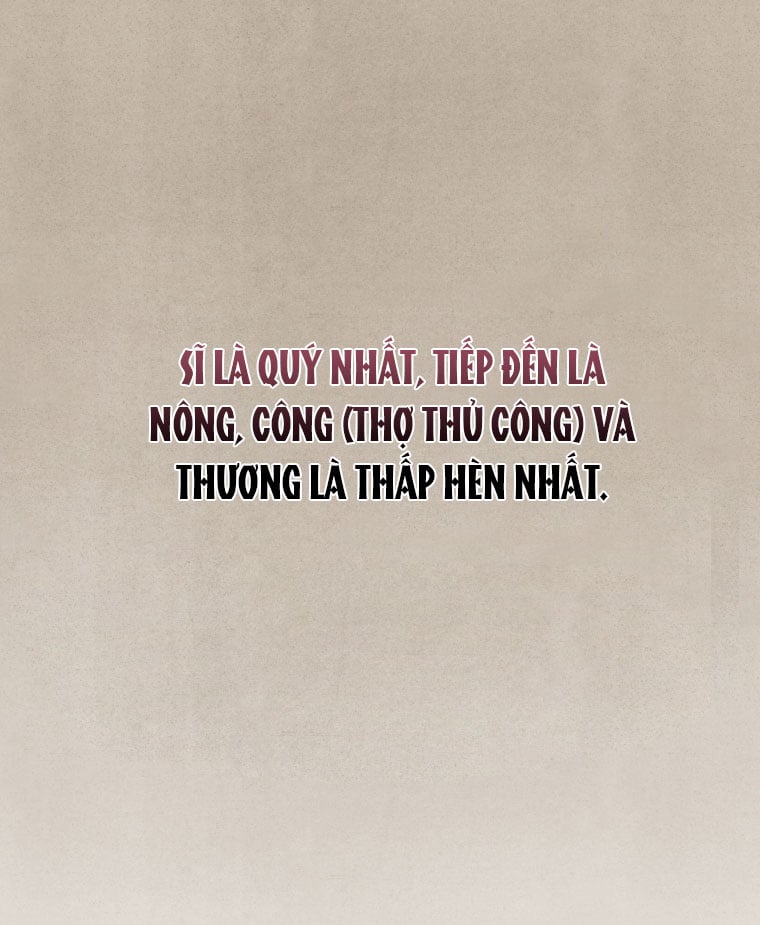 SĨ LÀ QUÝ NHẤT, TIẾP ĐẾN LÀ
NÔNG, CÔNG (THỢ THỦ CÔNG) VÀ
THƯƠNG LÀ THẤP HÈN NHẤT.